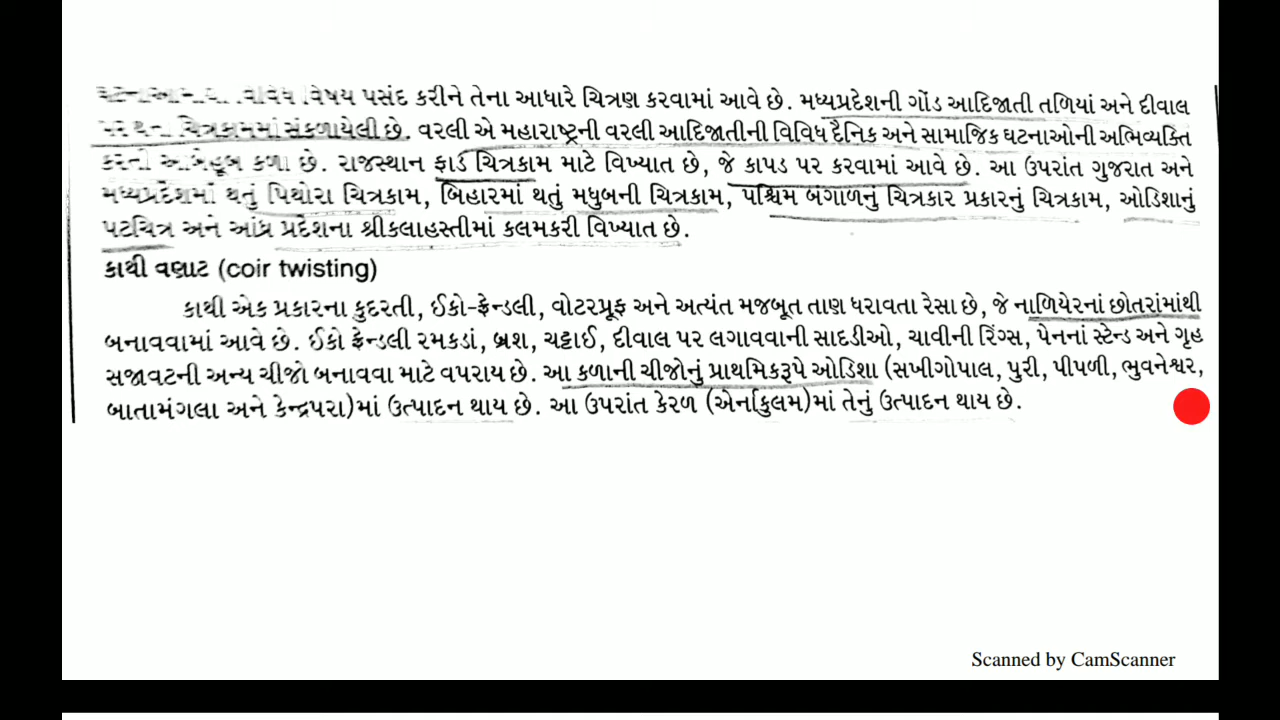 વિષય પસંદ કરીને તેના આધારે ચિત્રણ કરવામાં આવે છે. મધ્યપ્રદેશની ગોંડ આદિજાતી તળિયાં અને દીવાલ
ચિત્રકામમાં સંકળાયેલી છે. વરલી એ મહારાષ્ટ્રની વરલી આદિજાતીની વિવિધ દૈનિક અને સામાજિક ઘટનાઓની અભિવ્યક્તિ
કરતી આબેહૂબ કળા છે. રાજસ્થાન ફાર્ડ ચિત્રકામ માટે વિખ્યાત છે, જે કાપડ પર કરવામાં આવે છે. આ ઉપરાંત ગુજરાત અને
મધ્યપ્રદેશમાં થતું પિથોરા ચિત્રકામ, બિહારમાં થતું મધુબની ચિત્રકામ, પશ્ચિમ બંગાળનું ચિત્રકાર પ્રકારનું ચિત્રકામ, ઓડિશાનું
પટચિત્ર અને આંધ્ર પ્રદેશના શ્રીકલાહસ્તીમાં કલમકરી વિખ્યાત છે.
કાથી વણાટ (coir twisting)
કાથી એક પ્રકારના કુદરતી, ઈકો-ફ્રેન્ડલી, વોટરપ્રૂફ અને અત્યંત મજબૂત તાણ ધરાવતા રેસા છે, જે નાળિયેરનાં છોતરાંમાંથી
બનાવવામાં આવે છે. ઈકો ફ્રેન્ડલી રમકડાં, બ્રશ, ચટ્ટાઈ, દીવાલ પર લગાવવાની સાદડીઓ, ચાવીની રિંગ્સ, પેનનાં સ્ટેન્ડ અને ગૃહ
સજાવટની અન્ય ચીજો બનાવવા માટે વપરાય છે. આ કળાની ચીજોનું પ્રાથમિકરૂપે ઓડિશા (સખીગોપાલ, પુરી, પીપળી, ભુવનેશ્વર,
બાતામંગલા અને કેન્દ્રપરા)માં ઉત્પાદન થાય છે. આ ઉપરાંત કેરળ (એર્નાકુલમ)માં તેનું ઉત્પાદન થાય છે.
Scanned by CamScanner